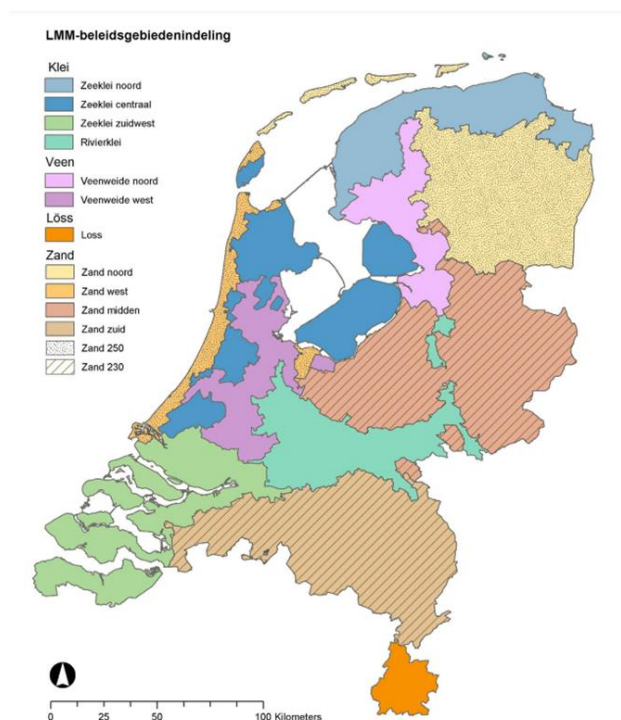 LMM-beleidsgebiedenindeling
Klei
Zeeklei noord
Zeeklei centraal
Zeeklei zuidwest
Rivierklei
Veen
Veenweide noord
Veenweide west
Löss
Loss
Zand
Zand noord
Zand west
Zand midden
Zand zuid
Zand 250
Zand 230
0 25 50 100 Kilometers